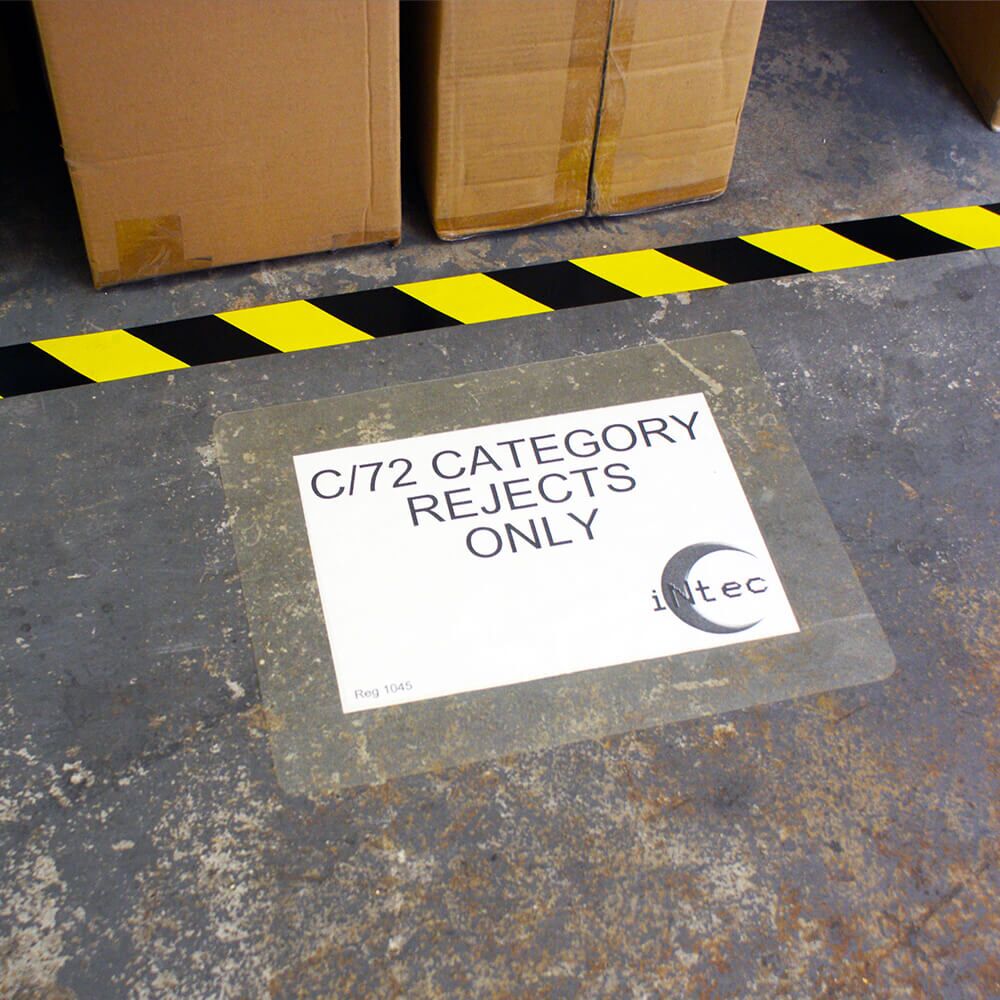 C/72 CATEGORY
REJECTS
ONLY
iNtec
Reg 1045